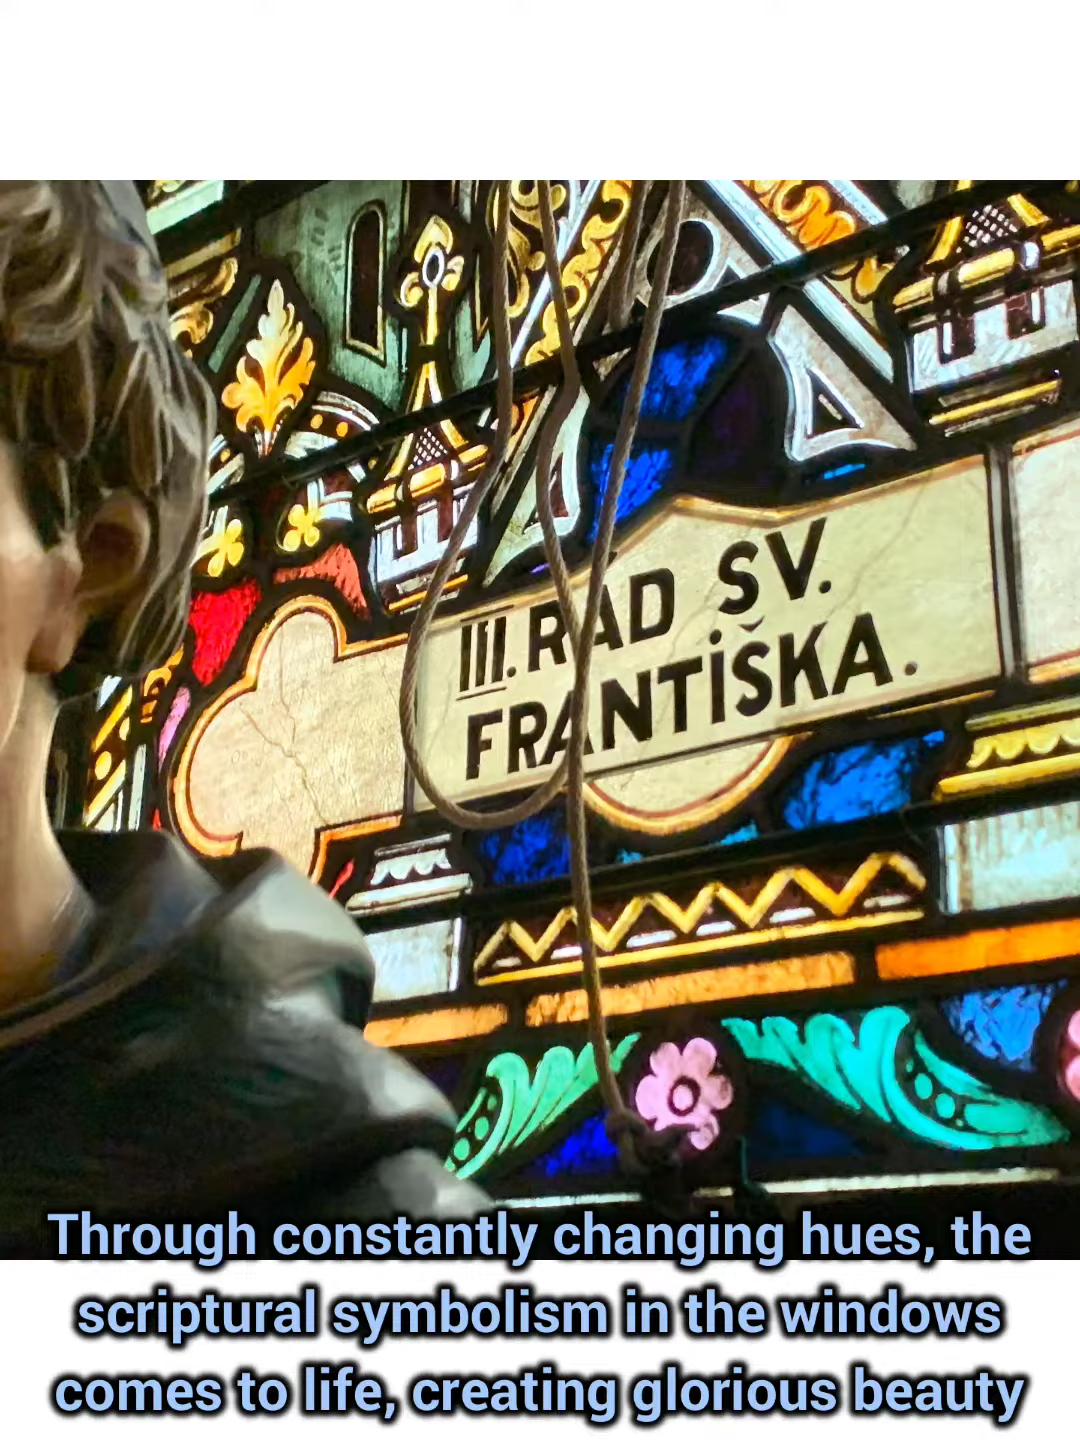 III. ŘÁD SV.
FRANTIŠKA.
Through constantly changing hues, the
scriptural symbolism in the windows
comes to life, creating glorious beauty